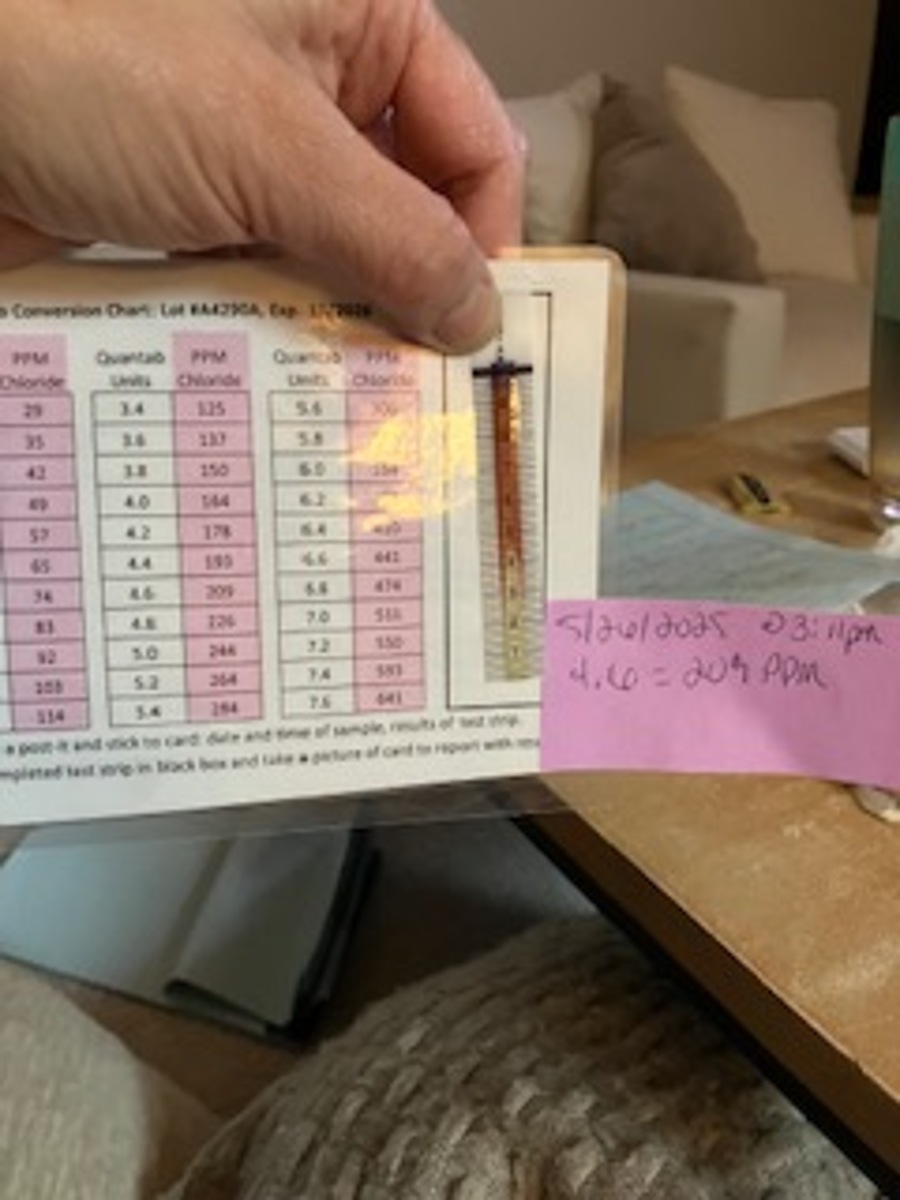 Conversion Chart: Lot #A4290A, Exp.
PPM Quantab PPM Quantab PPM
Chloride Units Chloride Units Chloride
29 3.4 125 5.6
35 3.6 137 5.8
42 3.8 150 6.0
49 4.0 164 6.2
57 4.2 178 6.4
65 4.4 193 6.6 441
74 4.6 209 6.8 474
83 4.8 226 7.0
92 5.0 244 7.2
103 5.2 264 7.4
114 5.4 284 7.6 641
a post-it and stick to card: date and time of sample, results of test strip.
test strip in black box and take a picture of card to report with
5/26/2025
4.6 = 209 PPM